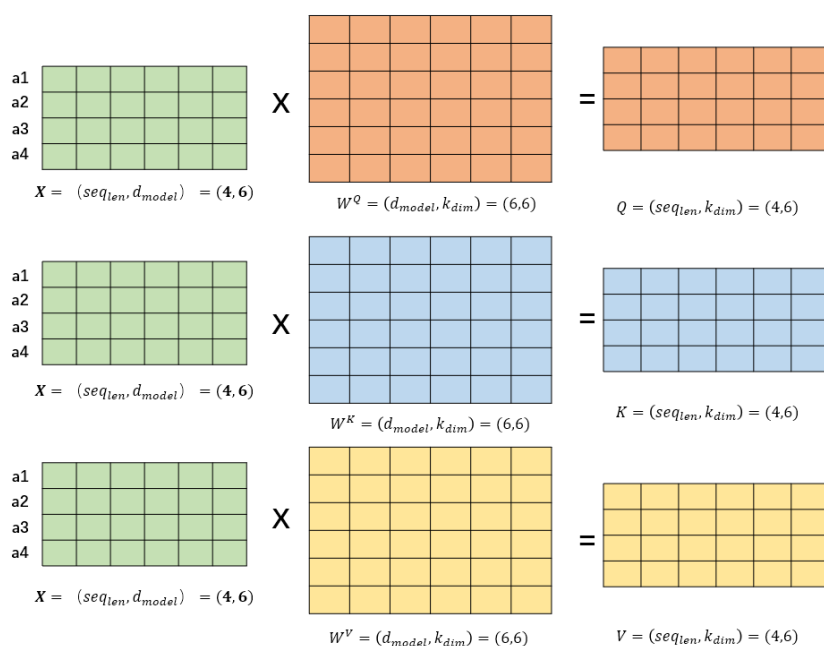 a1
a2
a3
a4
X
=
X = (seq_len, d_model) = (4,6)
W^Q = (d_model, k_dim) = (6,6)
Q = (seq_len, k_dim) = (4,6)
a1
a2
a3
a4
X
=
X = (seq_len, d_model) = (4,6)
W^K = (d_model, k_dim) = (6,6)
K = (seq_len, k_dim) = (4,6)
a1
a2
a3
a4
X
=
X = (seq_len, d_model) = (4,6)
W^V = (d_model, k_dim) = (6,6)
V = (seq_len, k_dim) = (4,6)